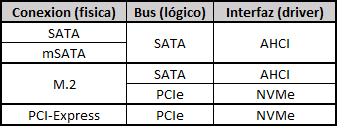 Conexion (fisica) Bus (lógico) Interfaz (driver)
SATA SATA AHCI
mSATA
M.2 SATA AHCI
PCIe NVMe
PCI-Express PCIe NVMe